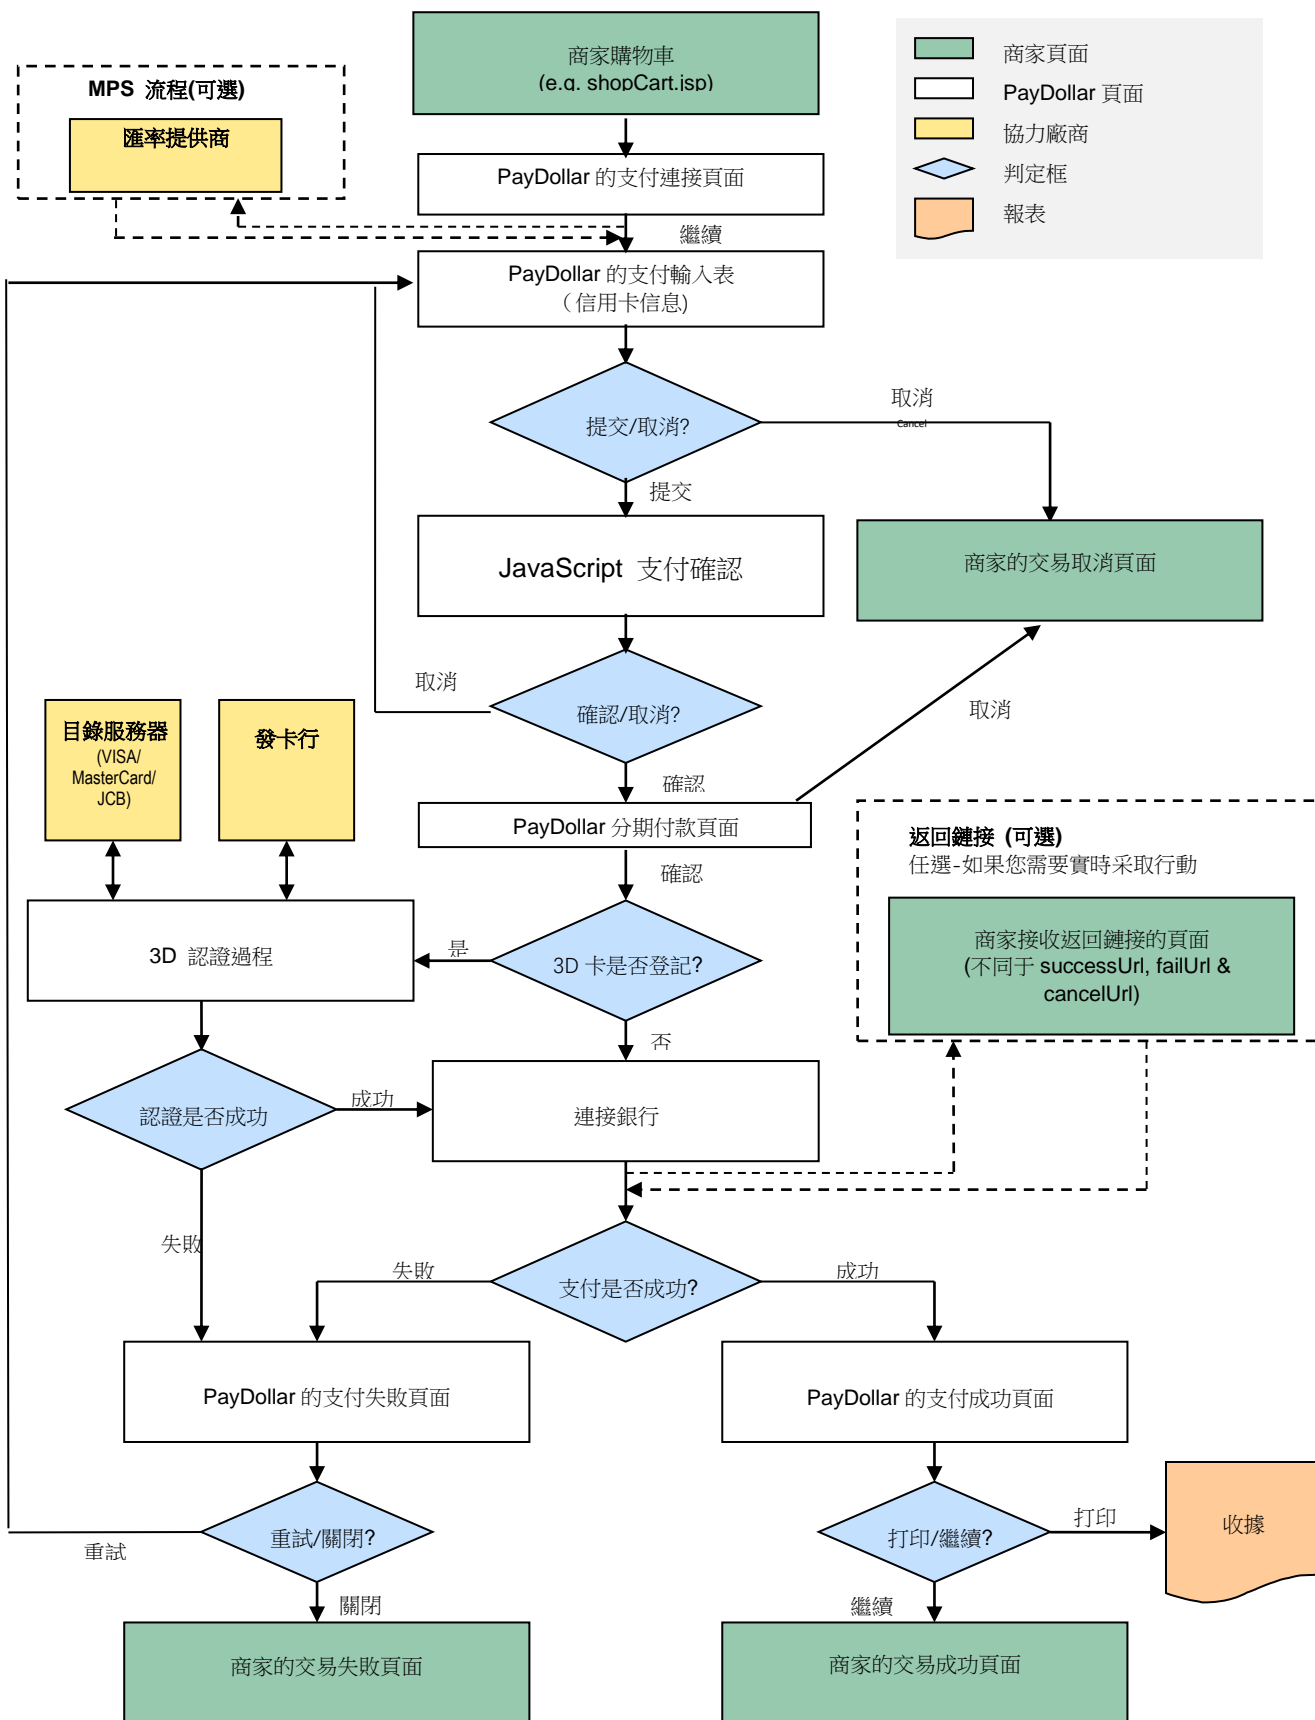 商家購物車
(e.g. shopCart.jsp)
商家頁面
PayDollar 頁面
協力廠商
判定框
報表
MPS 流程(可選)
匯率提供商
PayDollar 的支付連接頁面
繼續
PayDollar 的支付輸入表
（信用卡信息)
提交/取消?
取消
Cancel
提交
JavaScript 支付確認
商家的交易取消頁面
取消
確認/取消?
取消
目錄服務器
(VISA/
MasterCard/
JCB)
發卡行
確認
PayDollar 分期付款頁面
確認
返回鏈接 (可選)
任選-如果您需要實時采取行動
商家接收返回鏈接的頁面
(不同于 successUrl, failUrl &
cancelUrl)
3D 認證過程
是
3D 卡是否登記?
否
認證是否成功
成功
連接銀行
失敗
失敗
支付是否成功?
成功
PayDollar 的支付失敗頁面
PayDollar 的支付成功頁面
重試/關閉?
重試
打印/繼續?
打印
收據
關閉
繼續
商家的交易失敗頁面
商家的交易成功頁面